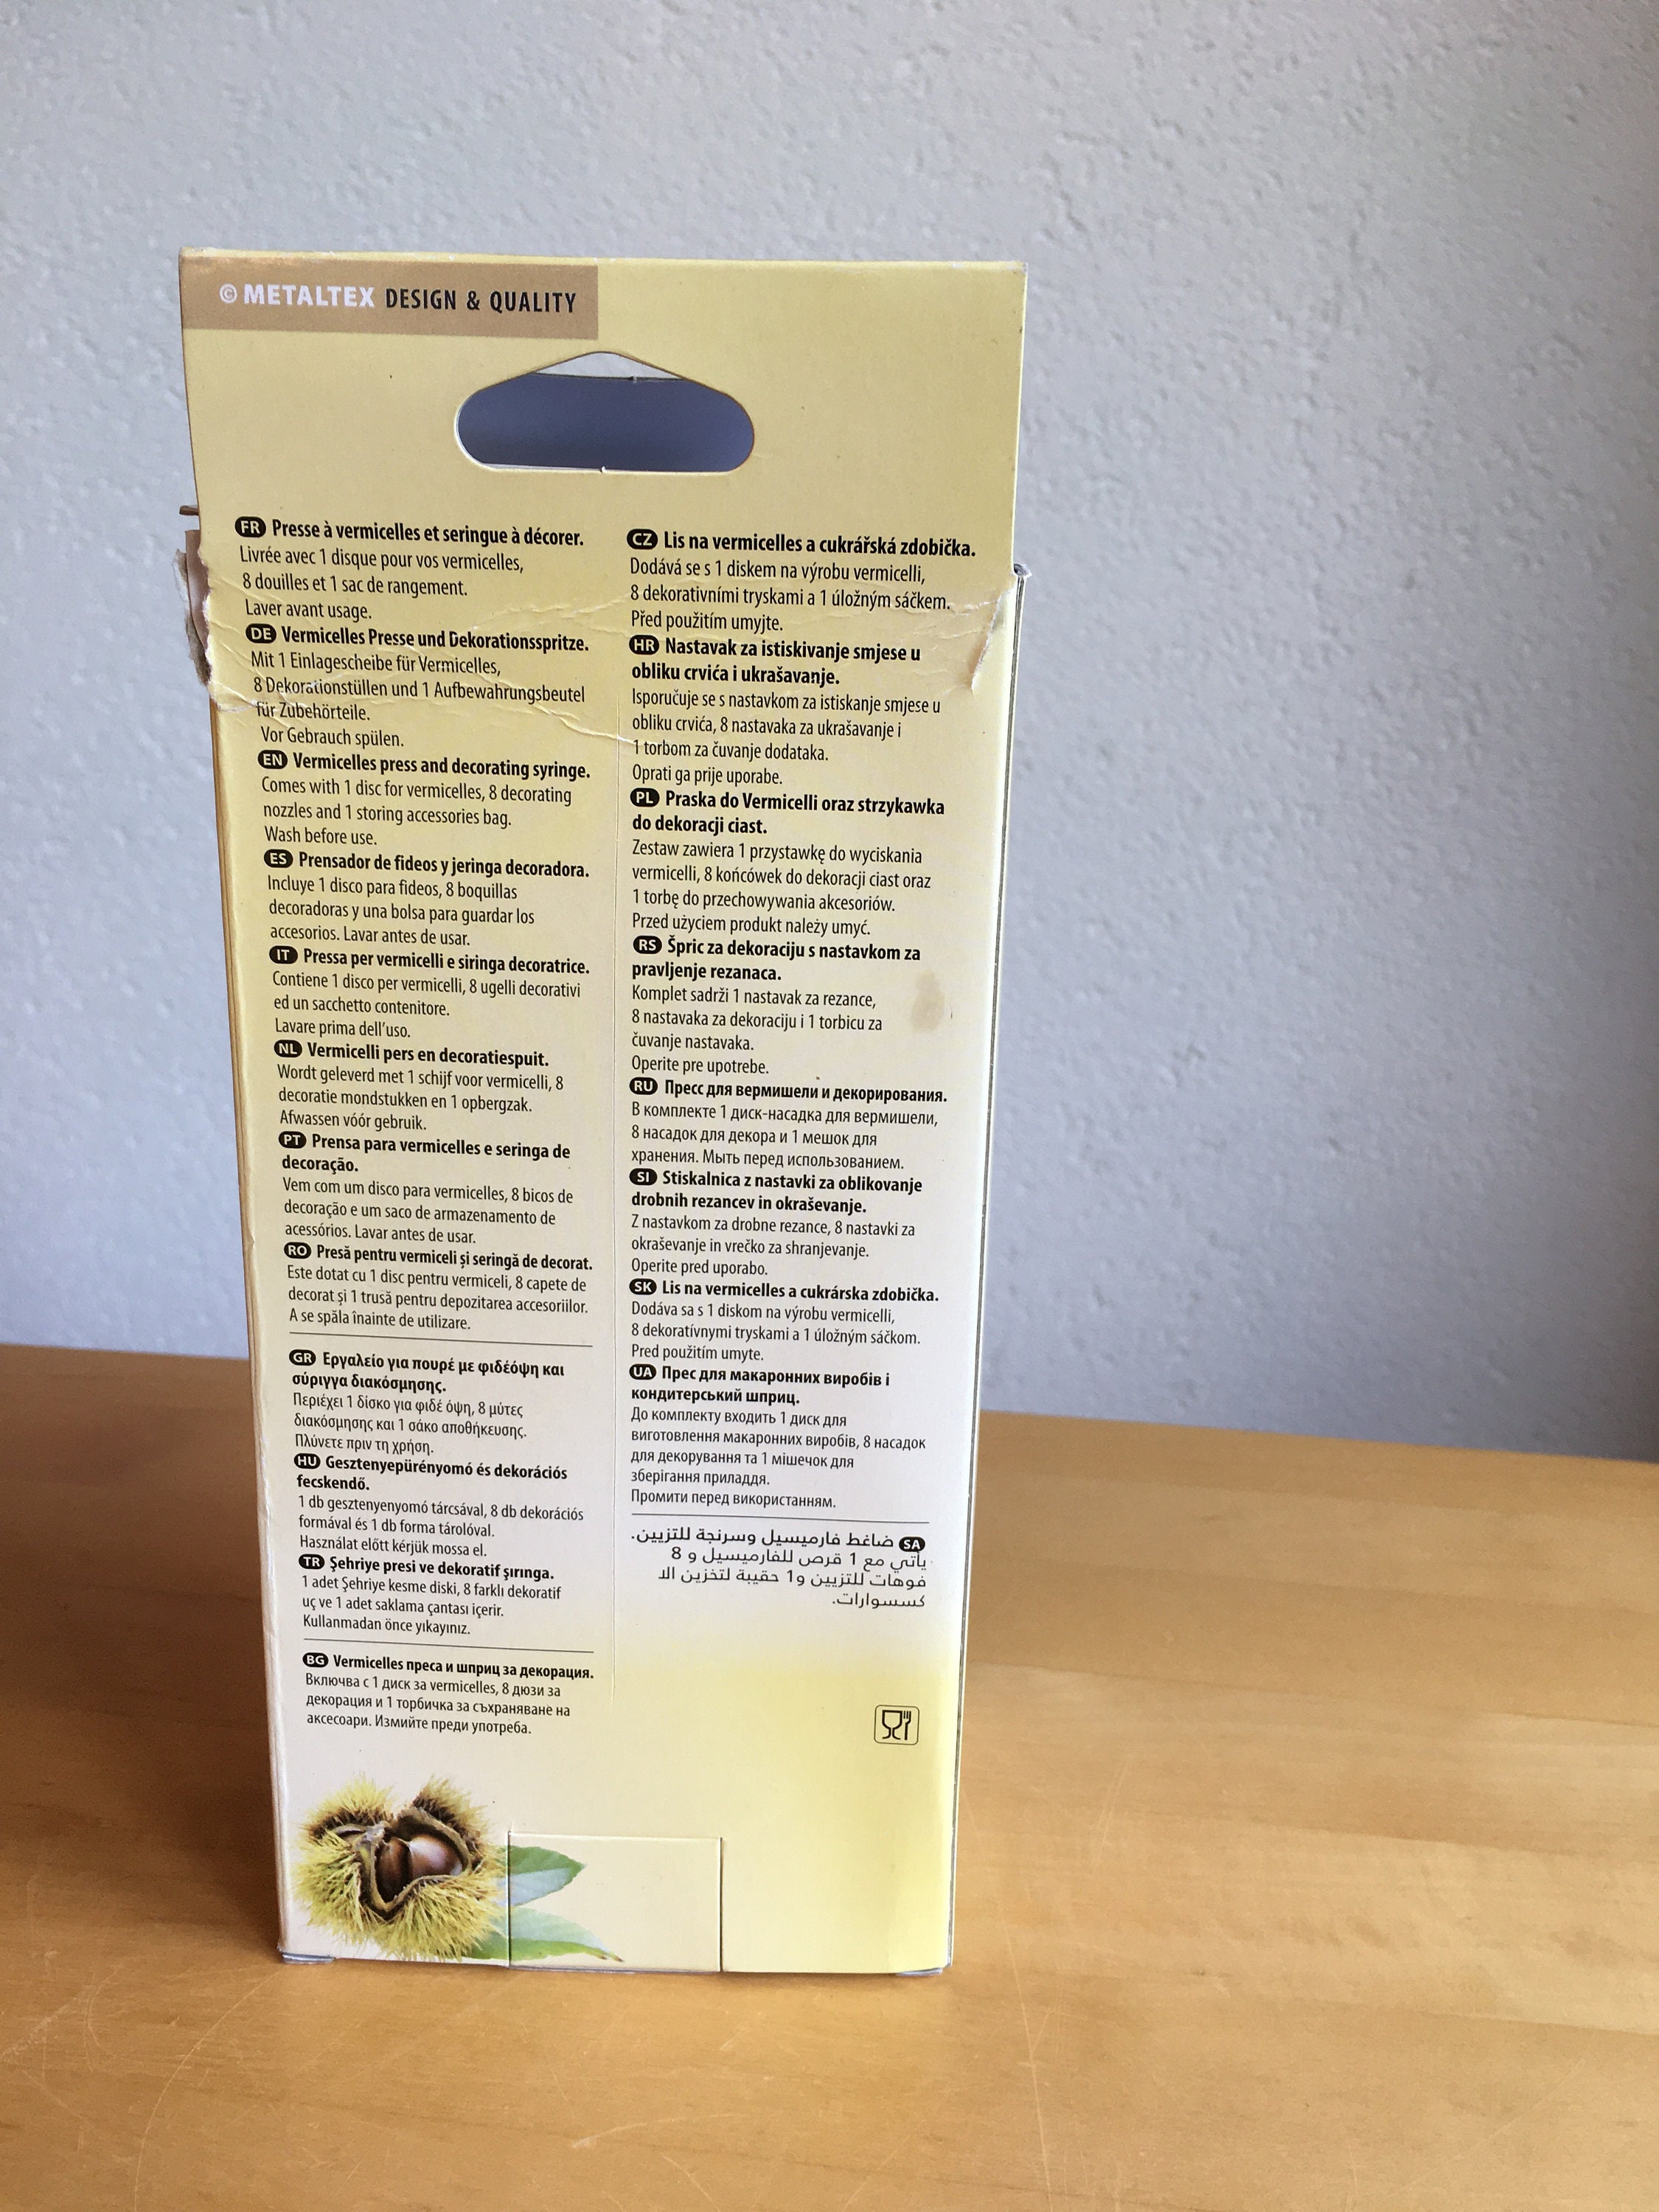 © METALTEX DESIGN & QUALITY
FR Presse à vermicelles et seringue à décorer.
Livrée avec 1 disque pour vos vermicelles,
8 douilles et 1 sac de rangement.
Laver avant usage.
DE Vermicelles Presse und Dekorationsspritze.
Mit 1 Einlagescheibe für Vermicelles,
8 Dekorationstüllen und 1 Aufbewahrungsbeutel
für Zubehörteile.
Vor Gebrauch spülen.
EN Vermicelles press and decorating syringe.
Comes with 1 disc for vermicelles, 8 decorating
nozzles and 1 storing accessories bag.
Wash before use.
ES Prensador de fideos y jeringa decoradora.
Incluye 1 disco para fideos, 8 boquillas
decoradoras y una bolsa para guardar los
accesorios. Lavar antes de usar.
IT Pressa per vermicelli e siringa decoratrice.
Contiene 1 disco per vermicelli, 8 ugelli decorativi
ed un sacchetto contenitore.
Lavare prima dell'uso.
NL Vermicelli pers en decoratiespuit.
Wordt geleverd met 1 schijf voor vermicelli, 8
decoratie mondstukken en 1 opbergzak.
Afwassen vóór gebruik.
PT Prensa para vermicelles e seringa de
decoração.
Vem com um disco para vermicelles, 8 bicos de
decoração e um saco de armazenamento de
acessórios. Lavar antes de usar.
RO Presă pentru vermiceli și seringă de decorat.
Este dotat cu 1 disc pentru vermiceli, 8 capete de
decorat și 1 trusă pentru depozitarea accesoriilor.
A se spăla înainte de utilizare.
GR Εργαλείο για πουρέ με φιδέόψη και
σύριγγα διακόσμησης.
Περιέχει 1 δίσκο για φιδέ όψη, 8 μύτες
διακόσμησης και 1 σάκο αποθήκευσης.
Πλύνετε πριν τη χρήση.
HU Gesztenyepürényomó és dekorációs
fecskendő.
1 db gesztenyenyomó tárcsával, 8 db dekorációs
formával és 1 db forma tárolóval.
Használat előtt kérjük mossa el.
TR Şehriye presi ve dekoratif şırınga.
1 adet Şehriye kesme diski, 8 farklı dekoratif
uç ve 1 adet saklama çantası içerir.
Kullanmadan önce yıkayınız.
BG Vermicelles преса и шприц за декорация.
Включва с 1 диск за vermicelles, 8 дюзи за
декорация и 1 торбичка за съхраняване на
аксесоари. Измийте преди употреба.
CZ Lis na vermicelles a cukrářská zdobička.
Dodává se s 1 diskem na výrobu vermicelli,
8 dekorativními tryskami a 1 úložným sáčkem.
Před použitím umyjte.
HR Nastavak za istiskivanje smjese u
obliku crvića i ukrašavanje.
Isporučuje se s nastavkom za istiskanje smjese u
obliku crvića, 8 nastavaka za ukrašavanje i
1 torbom za čuvanje dodataka.
Oprati ga prije uporabe.
PL Praska do Vermicelli oraz strzykawka
do dekoracji ciast.
Zestaw zawiera 1 przystawkę do wyciskania
vermicelli, 8 końcówek do dekoracji ciast oraz
1 torbę do przechowywania akcesoriów.
Przed użyciem produkt należy umyć.
RS Špric za dekoraciju s nastavkom za
pravljenje rezanaca.
Komplet sadrži 1 nastavak za rezance,
8 nastavaka za dekoraciju i 1 torbicu za
čuvanje nastavaka.
Operite pre upotrebe.
RU Пресс для вермишели и декорирования.
В комплекте 1 диск-насадка для вермишели,
8 насадок для декора и 1 мешок для
хранения. Мыть перед использованием.
SI Stiskalnica z nastavki za oblikovanje
drobnih rezancev in okraševanje.
Z nastavkom za drobne rezance, 8 nastavki za
okraševanje in vrečko za shranjevanje.
Operite pred uporabo.
SK Lis na vermicelles a cukrárska zdobička.
Dodáva sa s 1 diskom na výrobu vermicelli,
8 dekoratívnymi tryskami a 1 úložným sáčkom.
Pred použitím umyte.
UA Прес для макаронних виробів і
кондитерський шприц.
До комплекту входить 1 диск для
виготовлення макаронних виробів, 8 насадок
для декорування та 1 мішечок для
зберігання приладдя.
Промити перед використанням.
SA ضاغط فارميسيل وسرنجة للتزيين.
يأتي مع 1 قرص للفارميسيل و 8
فوهات للتزيين و1 حقيبة لتخزين الا
كسسوارات.